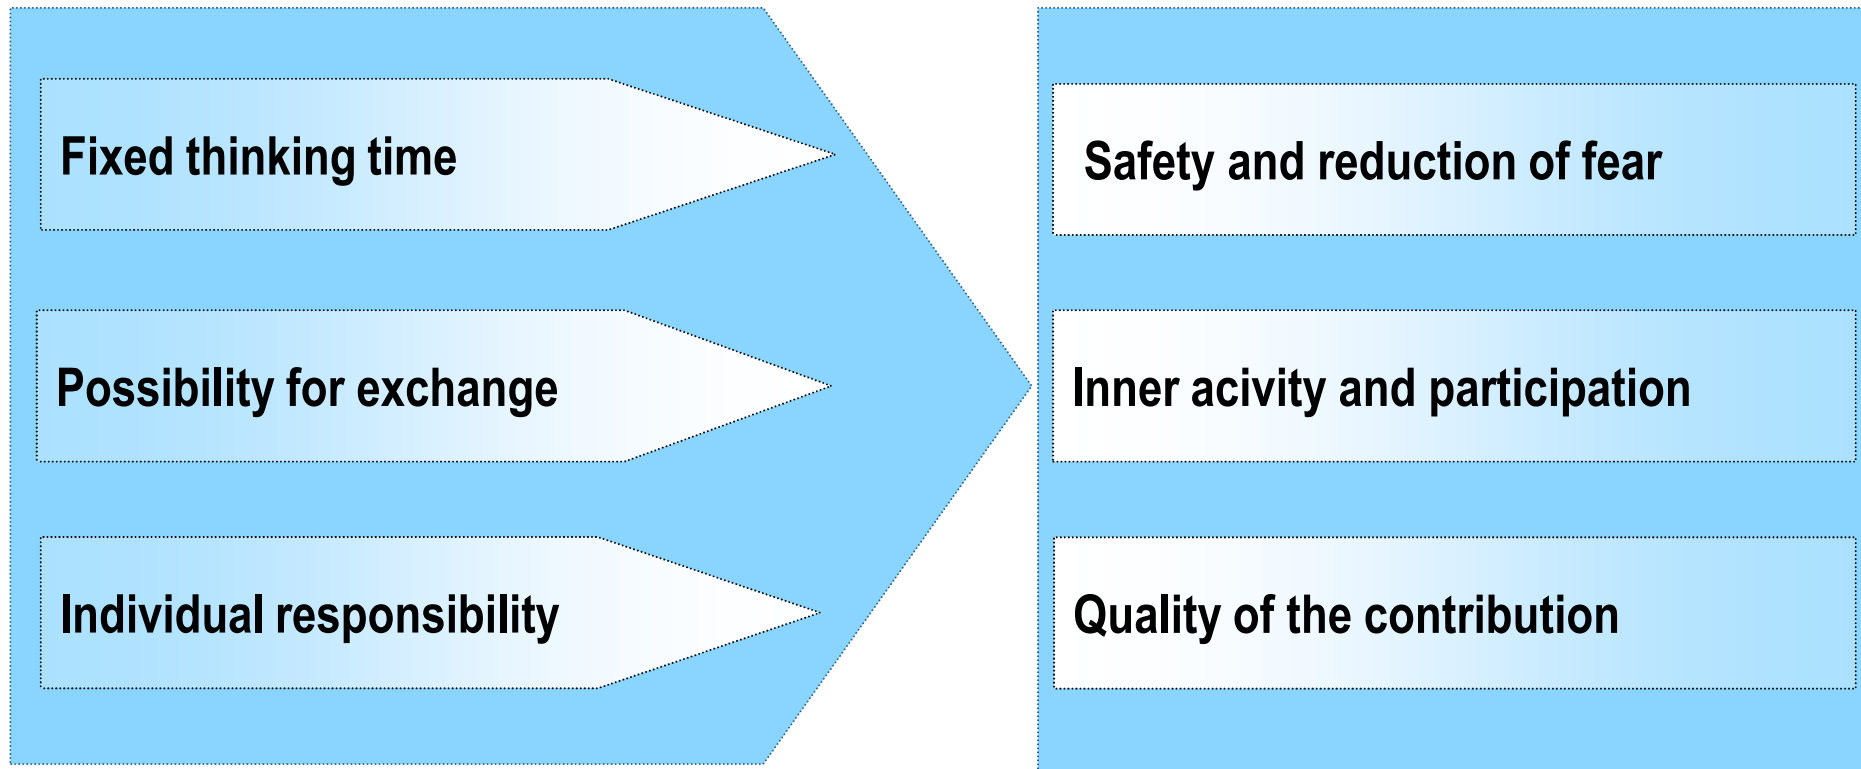 Fixed thinking time
Safety and reduction of fear
Possibility for exchange
Inner acivity and participation
Individual responsibility
Quality of the contribution